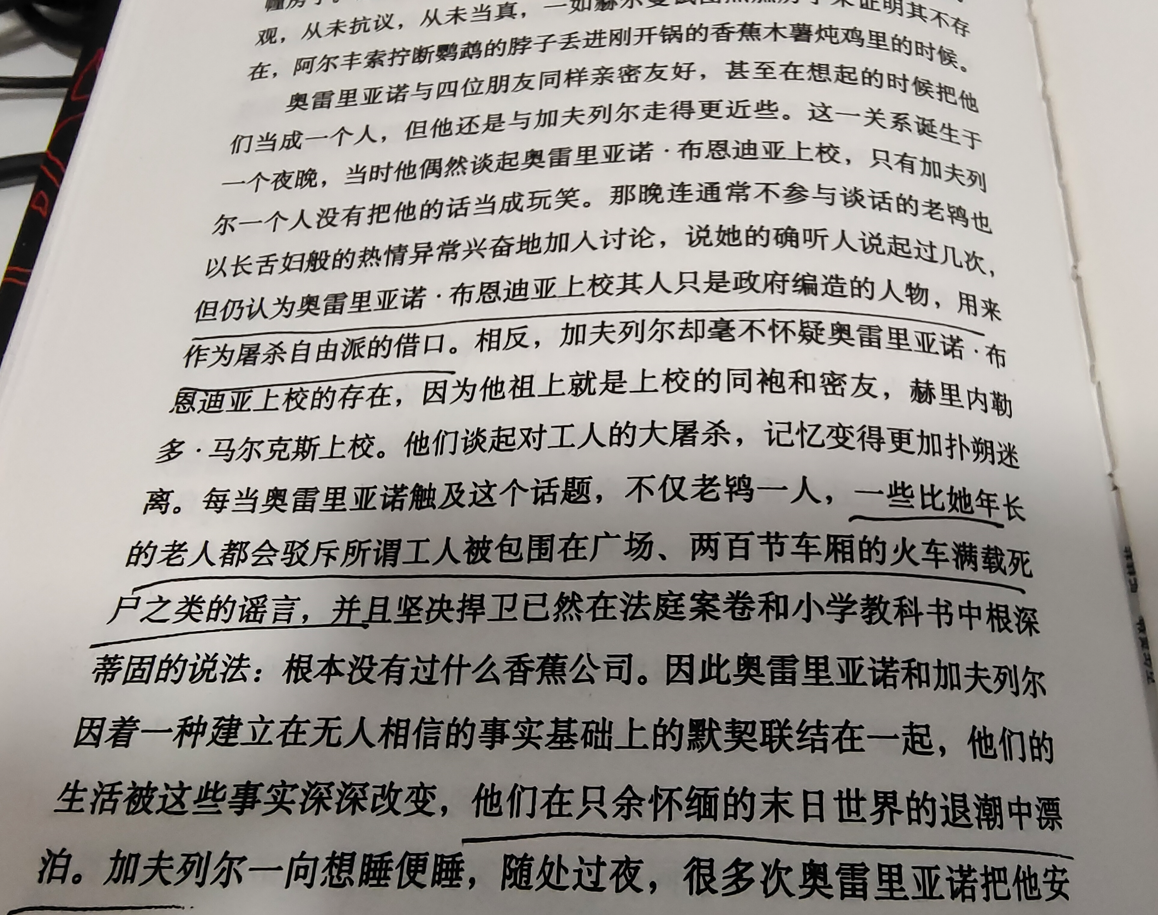 观，从未抗议，从未当真，一如赫尔曼试图点燃房子来证明其不存
在，阿尔丰索拧断鹦鹉的脖子丢进刚开锅的香蕉木薯炖鸡里的时候。
奥雷里亚诺与四位朋友同样亲密友好，甚至在想起的时候把他
们当成一个人，但他还是与加夫列尔走得更近些。这一关系诞生于
一个夜晚，当时他偶然谈起奥雷里亚诺·布恩迪亚上校，只有加夫列
尔一个人没有把他的话当成玩笑。那晚连通常不参与谈话的老鸨也
以长舌妇般的热情异常兴奋地加入讨论，说她的确听人说起过几次，
但仍认为奥雷里亚诺·布恩迪亚上校其人只是政府编造的人物，用来
作为屠杀自由派的借口。相反，加夫列尔却毫不怀疑奥雷里亚诺·布
恩迪亚上校的存在，因为他祖上就是上校的同袍和密友，赫里内勒
多·马尔克斯上校。他们谈起对工人的大屠杀，记忆变得更加扑朔迷
离。每当奥雷里亚诺触及这个话题，不仅老鸨一人，一些比她年长
的老人都会驳斥所谓工人被包围在广场、两百节车厢的火车满载死
尸之类的谣言，并且坚决捍卫已然在法庭案卷和小学教科书中根深
蒂固的说法：根本没有过什么香蕉公司。因此奥雷里亚诺和加夫列尔
因着一种建立在无人相信的事实基础上的默契联结在一起，他们的
生活被这些事实深深改变，他们在只余怀缅的末日世界的退潮中漂
泊。加夫列尔一向想睡便睡，随处过夜，很多次奥雷里亚诺把他安